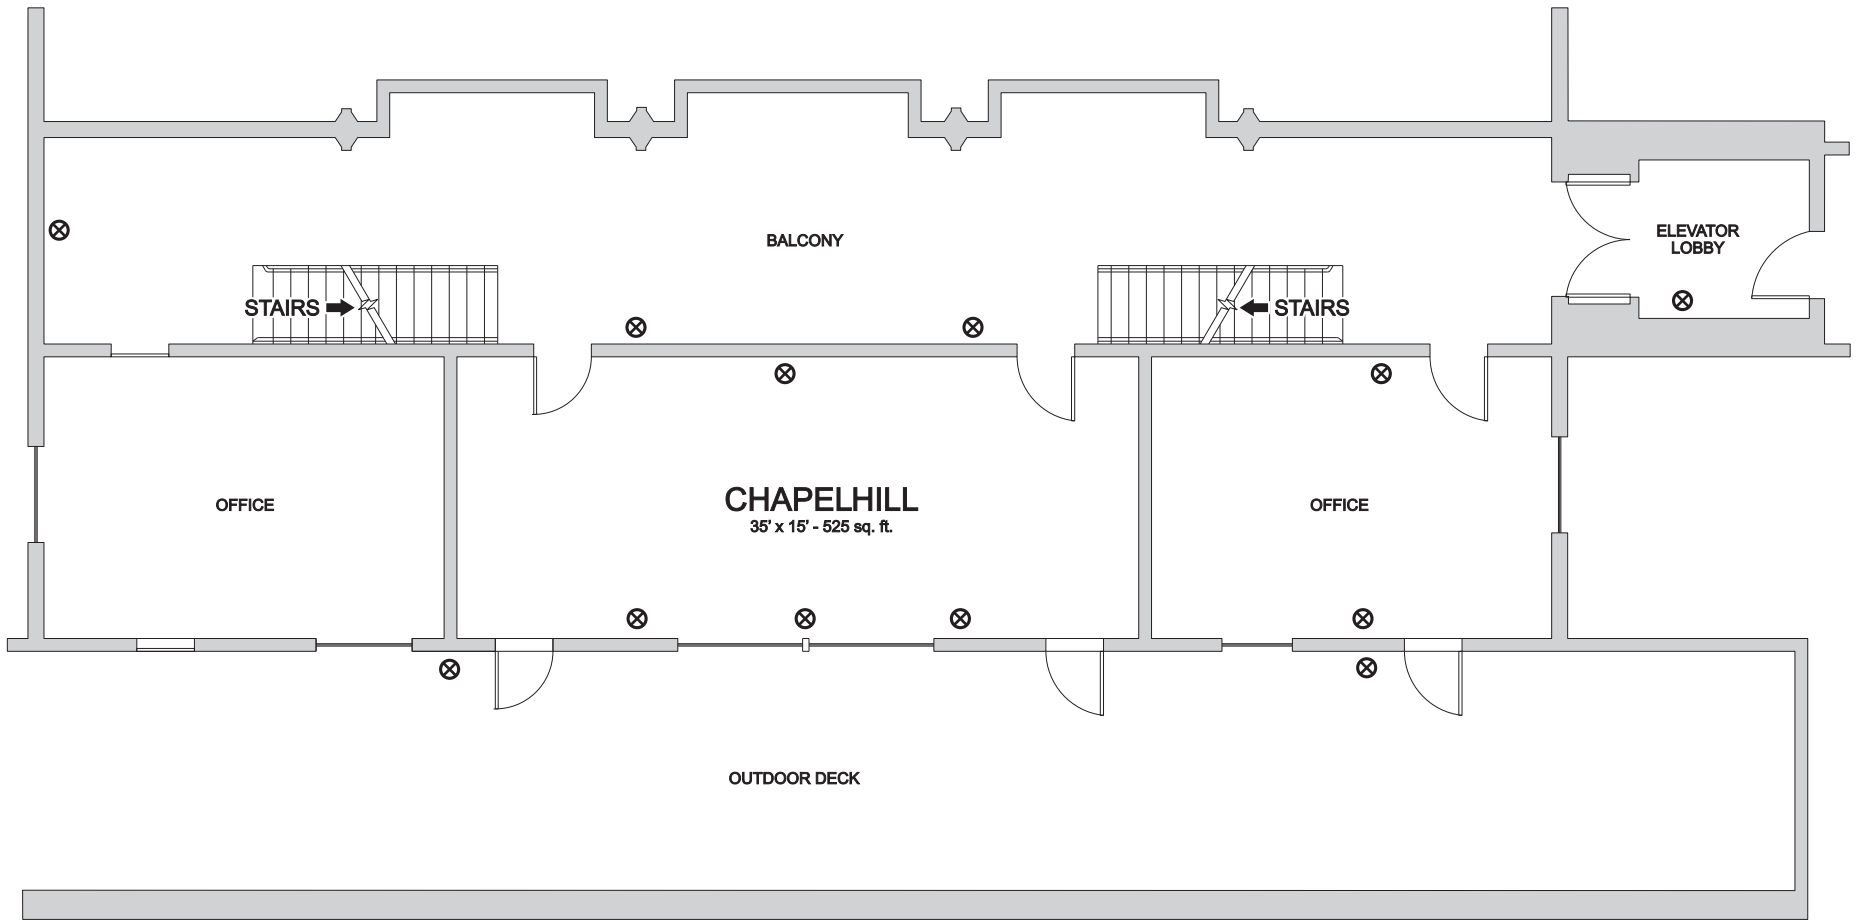 BALCONY
ELEVATOR
LOBBY
STAIRS
STAIRS
OFFICE
CHAPELHILL
35' x 15' - 525 sq. ft.
OFFICE
OUTDOOR DECK